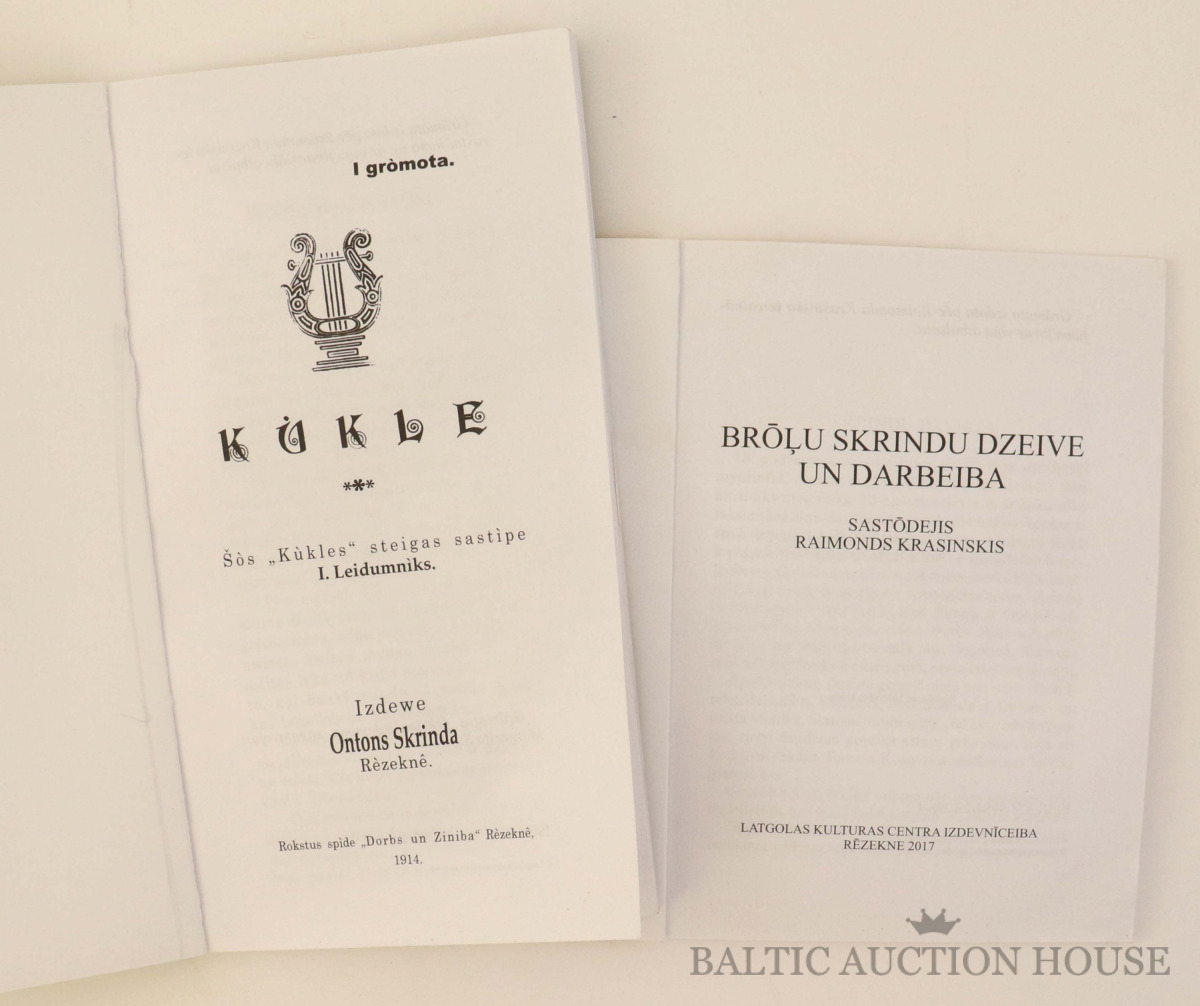 I gròmota.
KÙKLE
***
Šòs „Kùkles“ steigas sastìpe
I. Leidumnìks.
Izdewe
Ontons Skrinda
Rèzeknê.
Rokstus spìde „Dorbs un Ziniba“ Rèzeknê,
1914.
BRŌĻU SKRINDU DZEIVE
UN DARBEIBA
SASTŌDEJIS
RAIMONDS KRASINSKIS
LATGOLAS KULTURAS CENTRA IZDEVNĪCEIBA
RĒZEKNE 2017
BALTIC AUCTION HOUSE